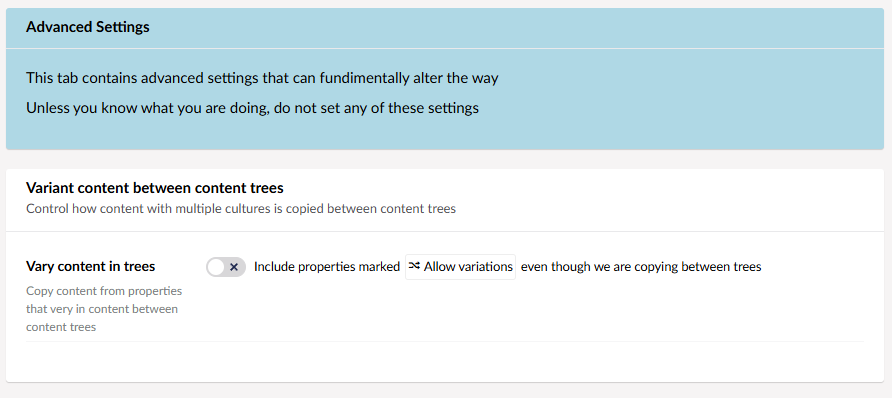 Advanced Settings
This tab contains advanced settings that can fundimentally alter the way
Unless you know what you are doing, do not set any of these settings
Variant content between content trees
Control how content with multiple cultures is copied between content trees
Vary content in trees
Include properties marked Allow variations even though we are copying between trees
Copy content from properties
that very in content between
content trees